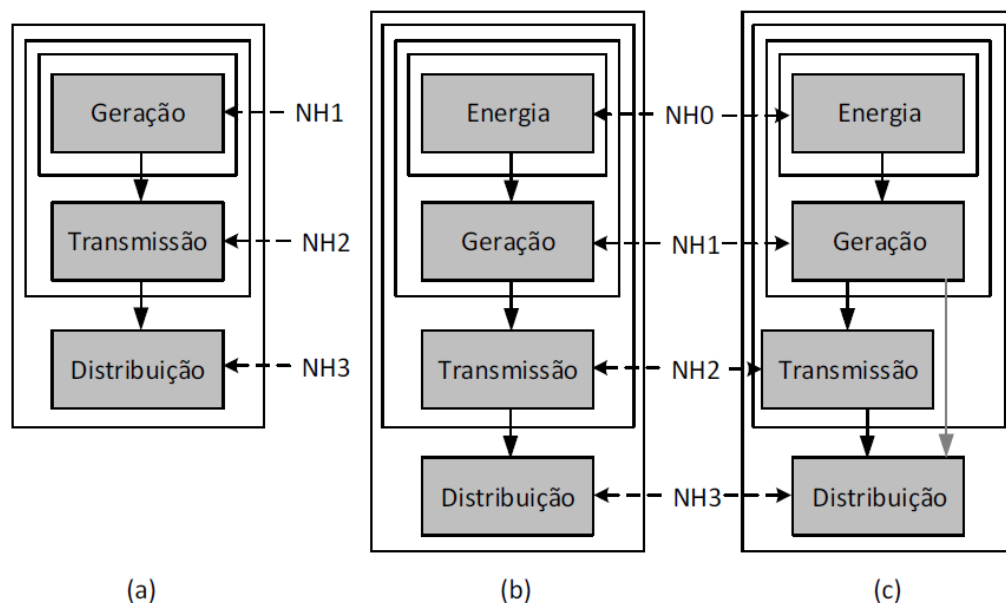 Geração
NH1
Transmissão
NH2
Distribuição
NH3
(a)
Energia
NH0
Geração
NH1
Transmissão
NH2
Distribuição
NH3
(b)
Energia
Geração
Transmissão
Distribuição
(c)